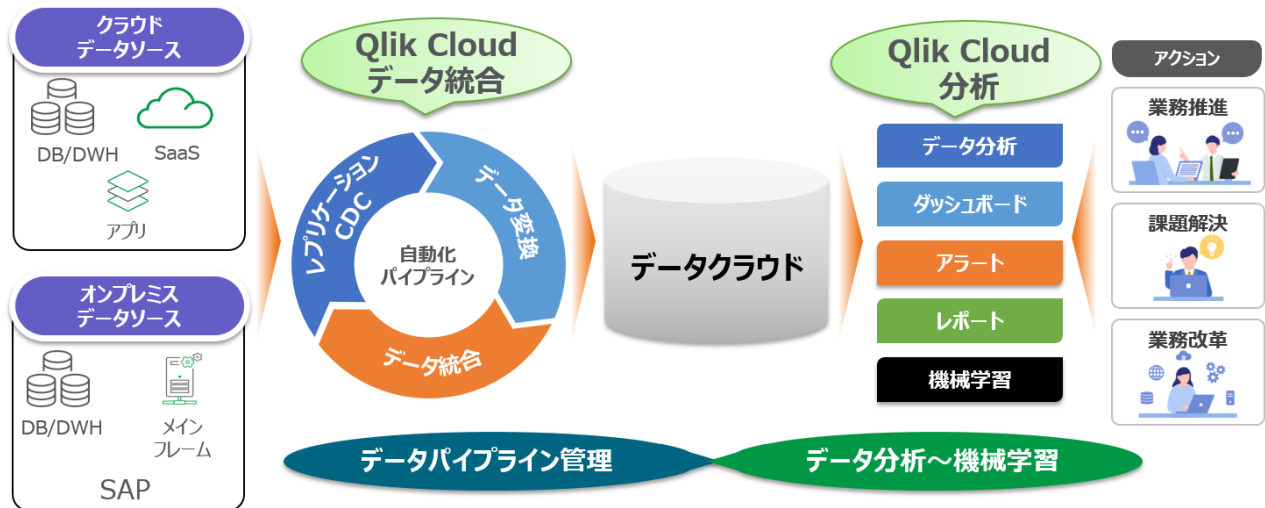 クラウド
データソース
DB/DWH
SaaS
アプリ
オンプレミス
データソース
DB/DWH
メイン
フレーム
SAP
Qlik Cloud
データ統合
レプリケーション
CDC
データ変換
データ統合
自動化
パイプライン
データクラウド
Qlik Cloud
分析
データ分析
ダッシュボード
アラート
レポート
機械学習
アクション
業務推進
課題解決
業務改革
データパイプライン管理
データ分析～機械学習